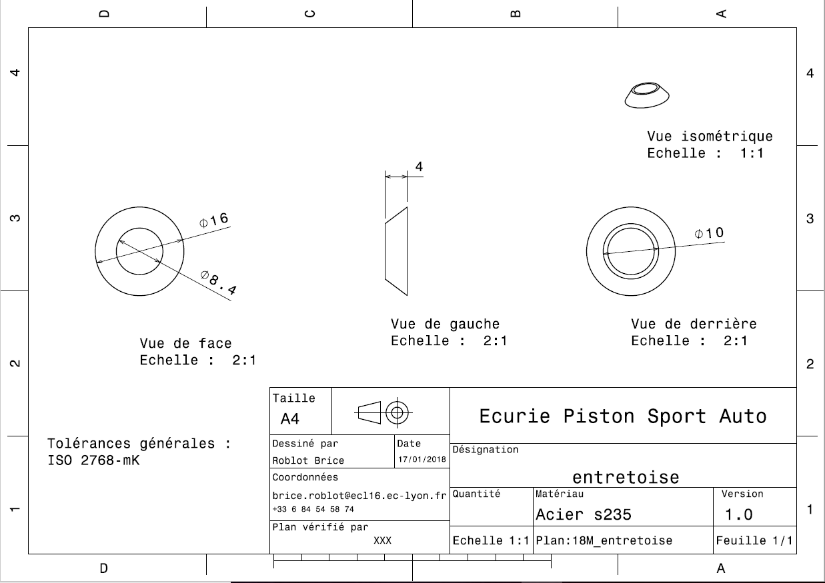 D C B A
4 4
Vue isométrique
Echelle : 1:1
4
3 3
⌀16
⌀10
⌀8.4
Vue de gauche
Echelle : 2:1
Vue de derrière
Echelle : 2:1
Vue de face
Echelle : 2:1
2 2
Taille
A4
Ecurie Piston Sport Auto
Tolérances générales :
ISO 2768-mK
Dessiné par
Roblot Brice
Date
17/01/2018
Désignation
entretoise
Coordonnées
brice.roblot@ecl16.ec-lyon.fr
+33 6 84 54 58 74
Quantité
Matériau
Acier s235
Version
1.0
1 1
Plan vérifié par
XXX
Echelle 1:1
Plan:18M_entretoise
Feuille 1/1
D A